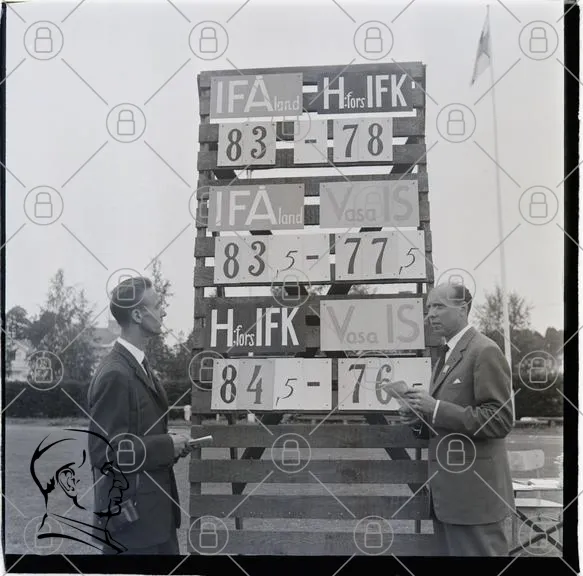 IFÅland H:fors IFK
83 - 78
IFÅland Vasa IS
83,5 - 77,5
H:fors IFK Vasa IS
84,5 - 76